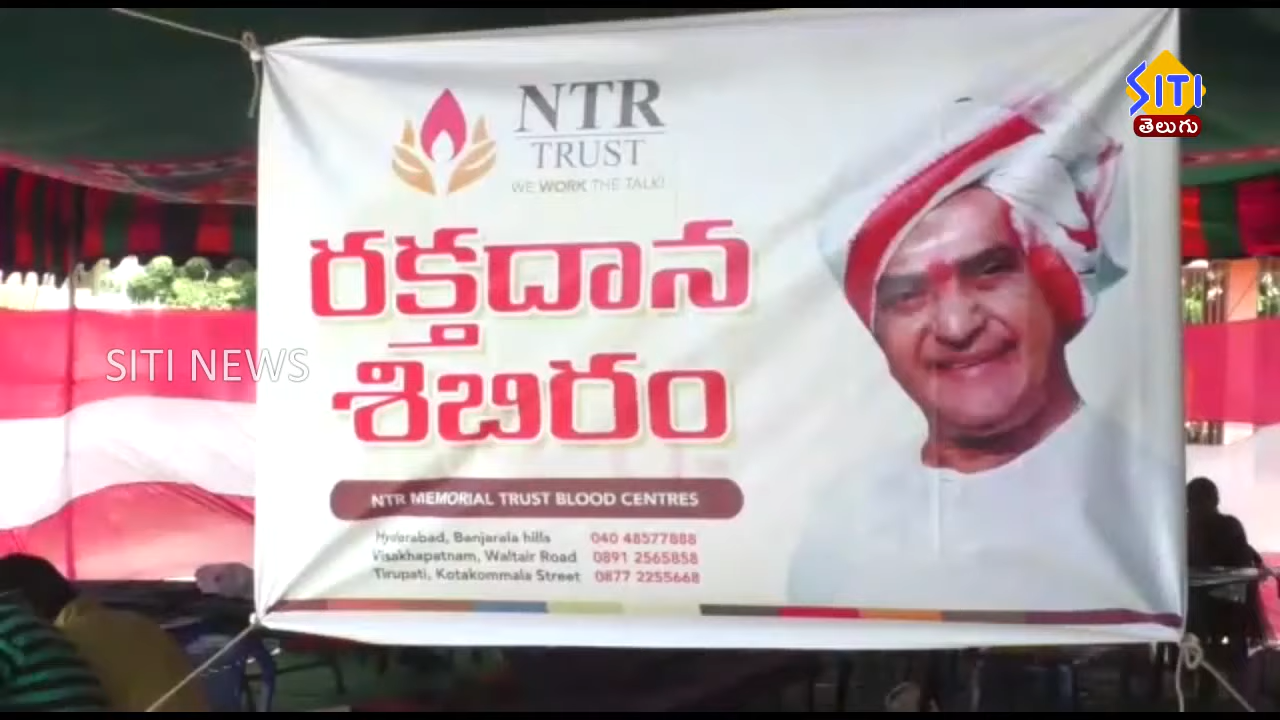 SITI
తెలుగు
NTR
TRUST
WE WORK THE TALK!
రక్తదాన
శిబిరం
SITI NEWS
NTR MEMORIAL TRUST BLOOD CENTRES
Hyderabad, Banjarala hills 040 48577888
Visakhapatnam, Waltair Road 0891 2565858
Tirupati, Kotakommala Street 0877 2255668